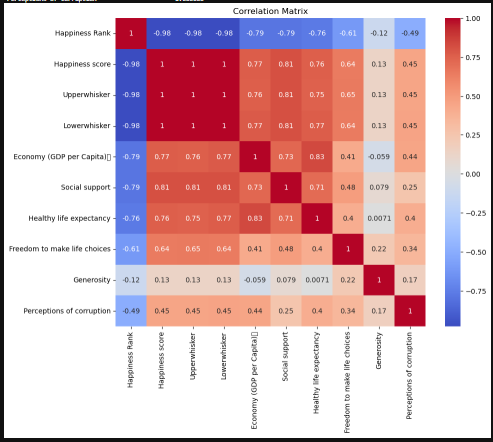 Correlation Matrix
Happiness Rank 1 -0.98 -0.98 -0.98 -0.79 -0.79 -0.76 -0.61 -0.12 -0.49
Happiness score -0.98 1 1 1 0.77 0.81 0.76 0.64 0.13 0.45
Upperwhisker -0.98 1 1 1 0.76 0.81 0.75 0.65 0.13 0.45
Lowerwhisker -0.98 1 1 1 0.77 0.81 0.77 0.64 0.13 0.45
Economy (GDP per Capita)▯ -0.79 0.77 0.76 0.77 1 0.73 0.83 0.41 -0.059 0.44
Social support -0.79 0.81 0.81 0.81 0.73 1 0.71 0.48 0.079 0.25
Healthy life expectancy -0.76 0.76 0.75 0.77 0.83 0.71 1 0.4 0.0071 0.4
Freedom to make life choices -0.61 0.64 0.65 0.64 0.41 0.48 0.4 1 0.22 0.34
Generosity -0.12 0.13 0.13 0.13 -0.059 0.079 0.0071 0.22 1 0.17
Perceptions of corruption -0.49 0.45 0.45 0.45 0.44 0.25 0.4 0.34 0.17 1
Happiness Rank
Happiness score
Upperwhisker
Lowerwhisker
Economy (GDP per Capita)▯
Social support
Healthy life expectancy
Freedom to make life choices
Generosity
Perceptions of corruption
1.00
0.75
0.50
0.25
0.00
−0.25
−0.50
−0.75